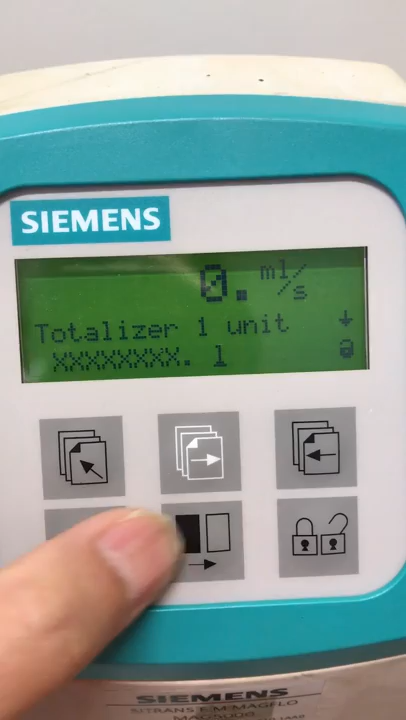 SIEMENS
0. ml/s
Totalizer 1 unit
XXXXXXXX. l
SIEMENS
SITRANS F M MAGFLO